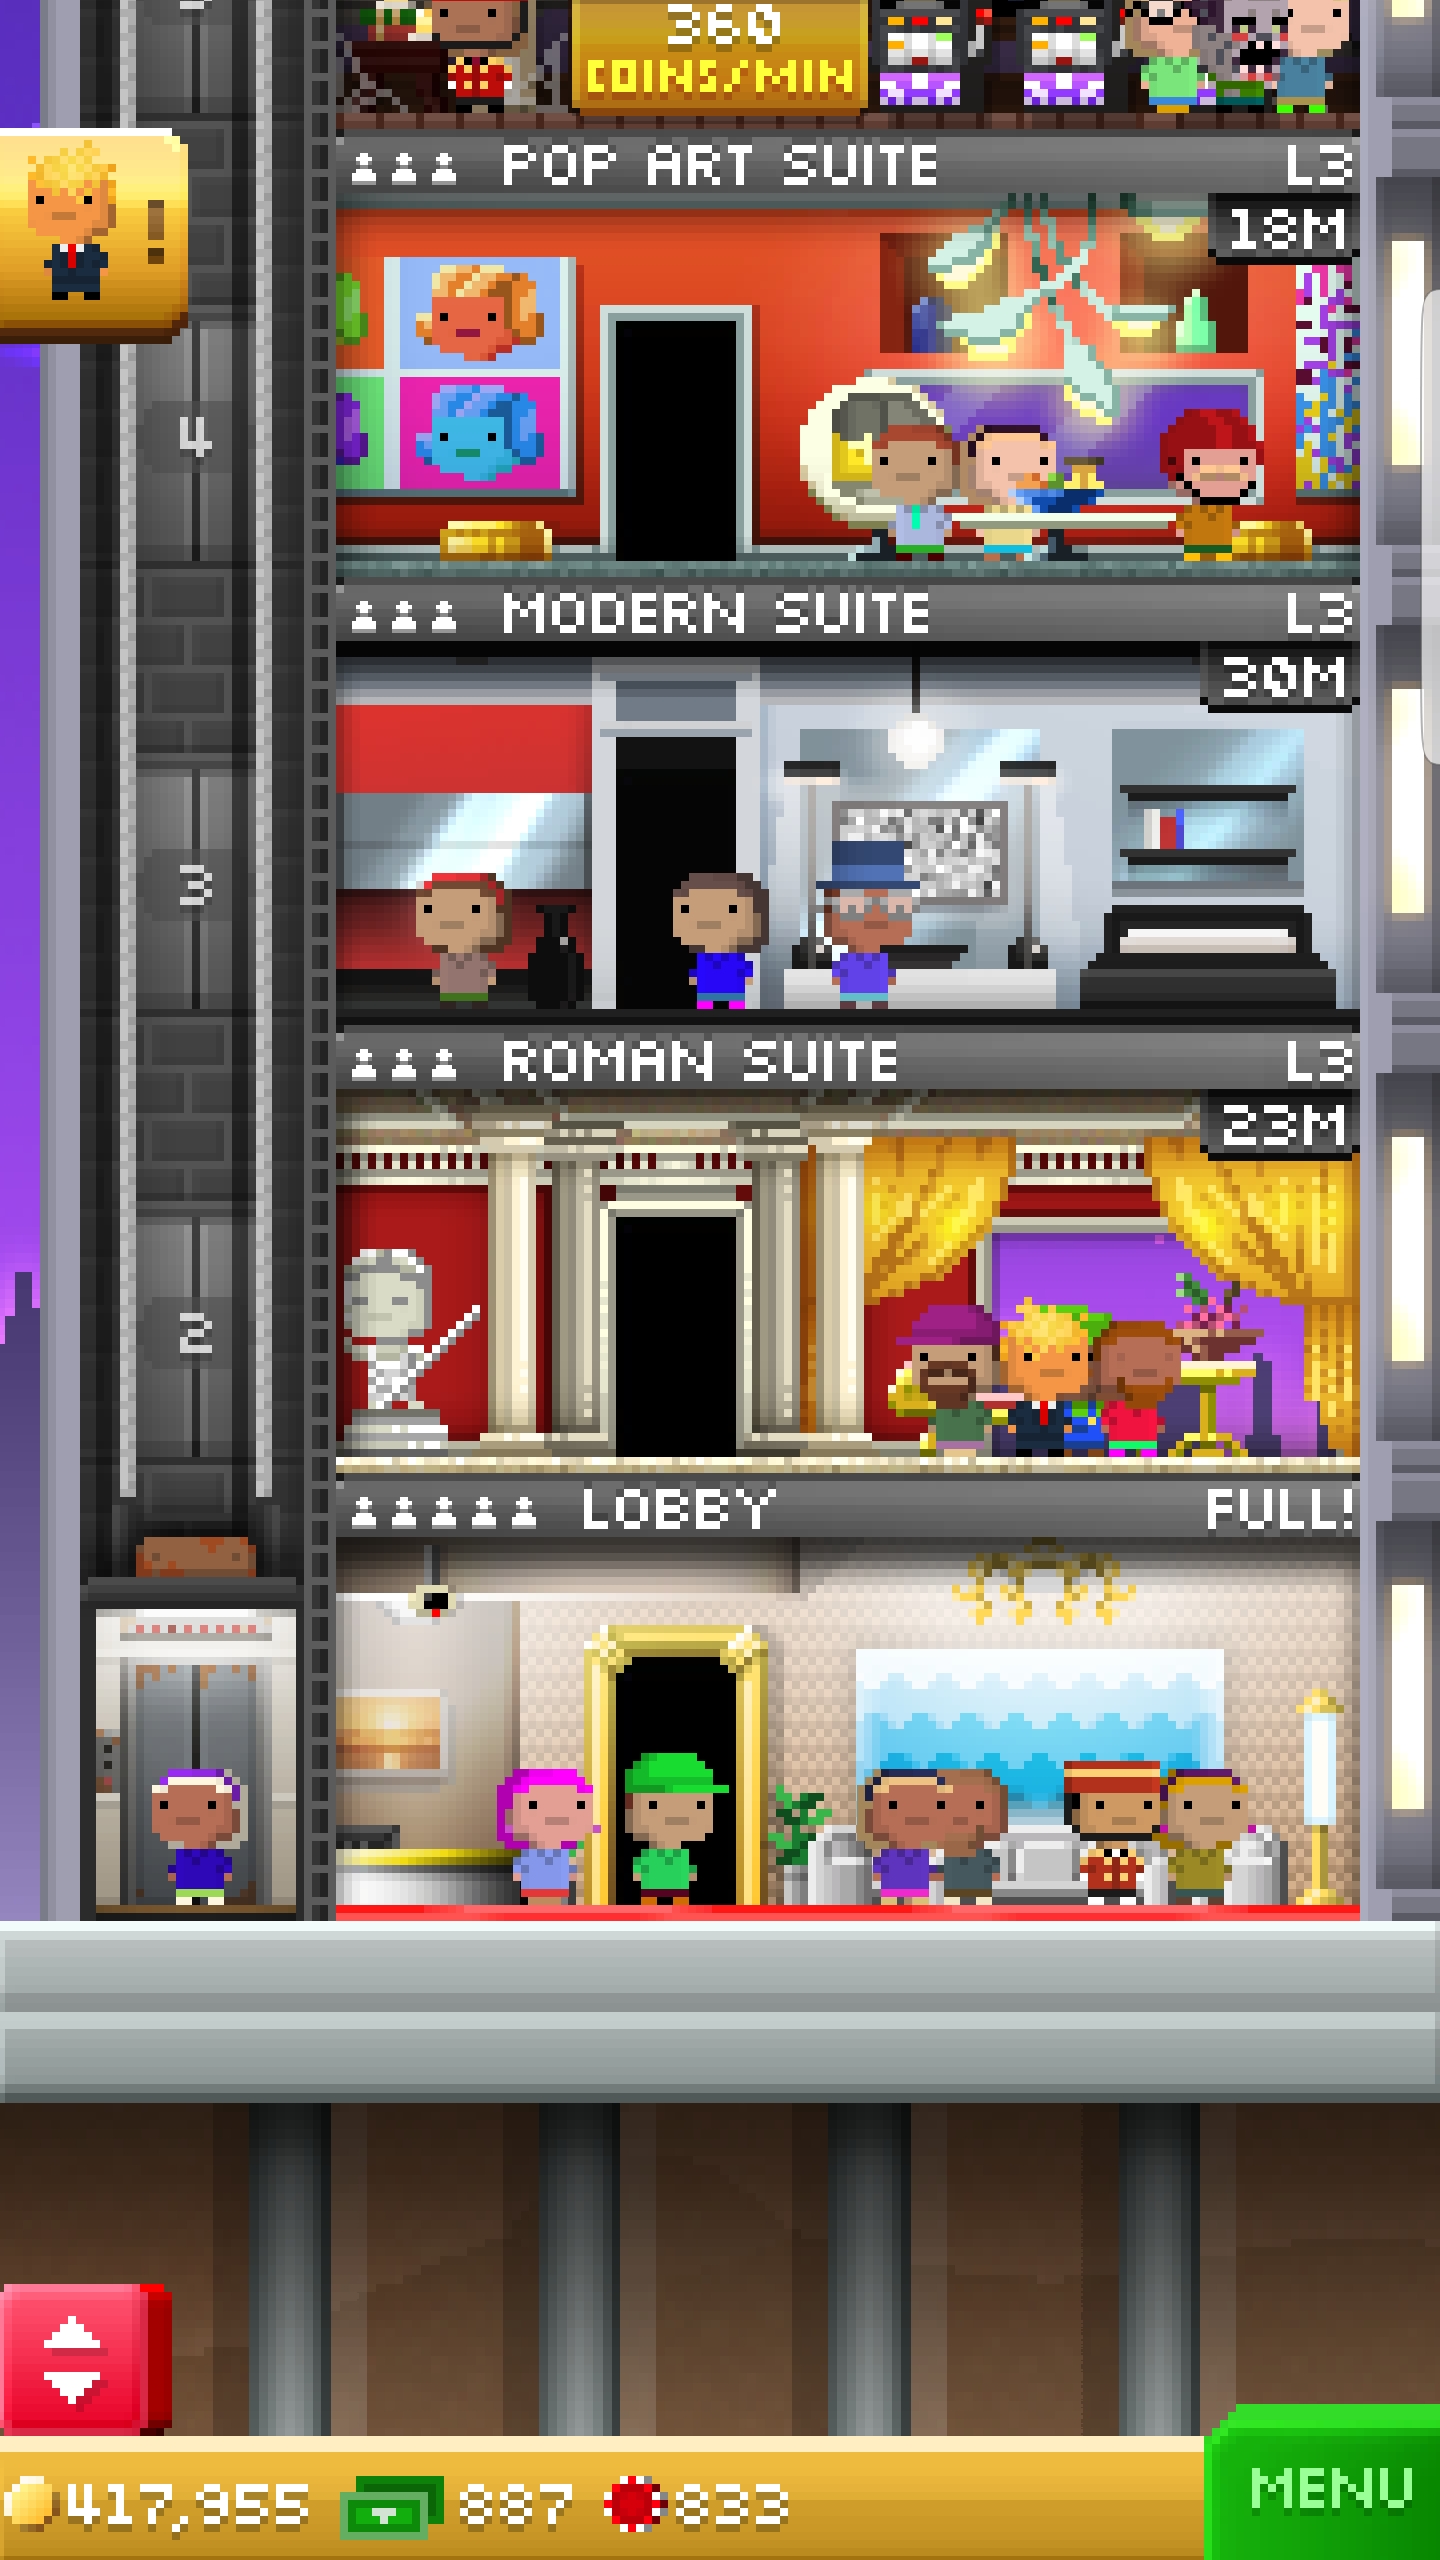 360
COINS/MIN
POP ART SUITE L3
18M
!
4
MODERN SUITE L3
30M
3
ROMAN SUITE L3
23M
2
LOBBY FULL!
417,955 887 833
MENU